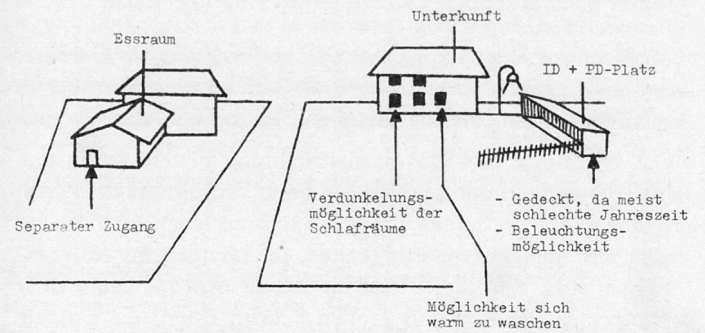 Unterkunft
Essraum
ID + PD-Platz
Separater Zugang
Verdunkelungs-
möglichkeit der
Schlafräume
- Gedeckt, da meist
schlechte Jahreszeit
- Beleuchtungs-
möglichkeit
Möglichkeit sich
warm zu waschen